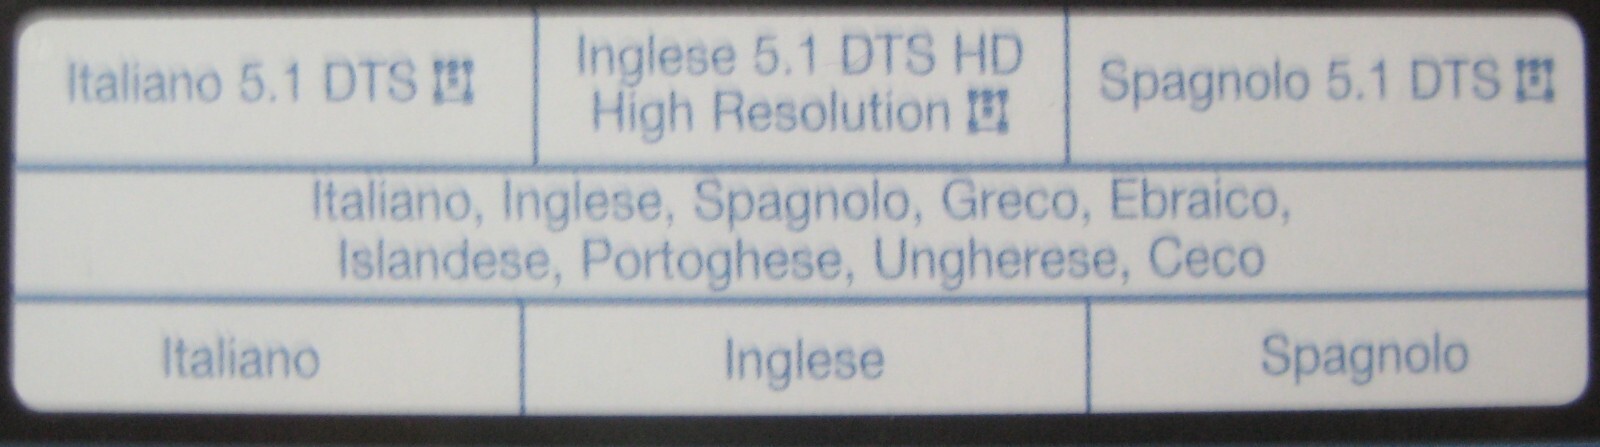 Italiano 5.1 DTS
Inglese 5.1 DTS HD
High Resolution
Spagnolo 5.1 DTS
Italiano, Inglese, Spagnolo, Greco, Ebraico,
Islandese, Portoghese, Ungherese, Ceco
Italiano
Inglese
Spagnolo